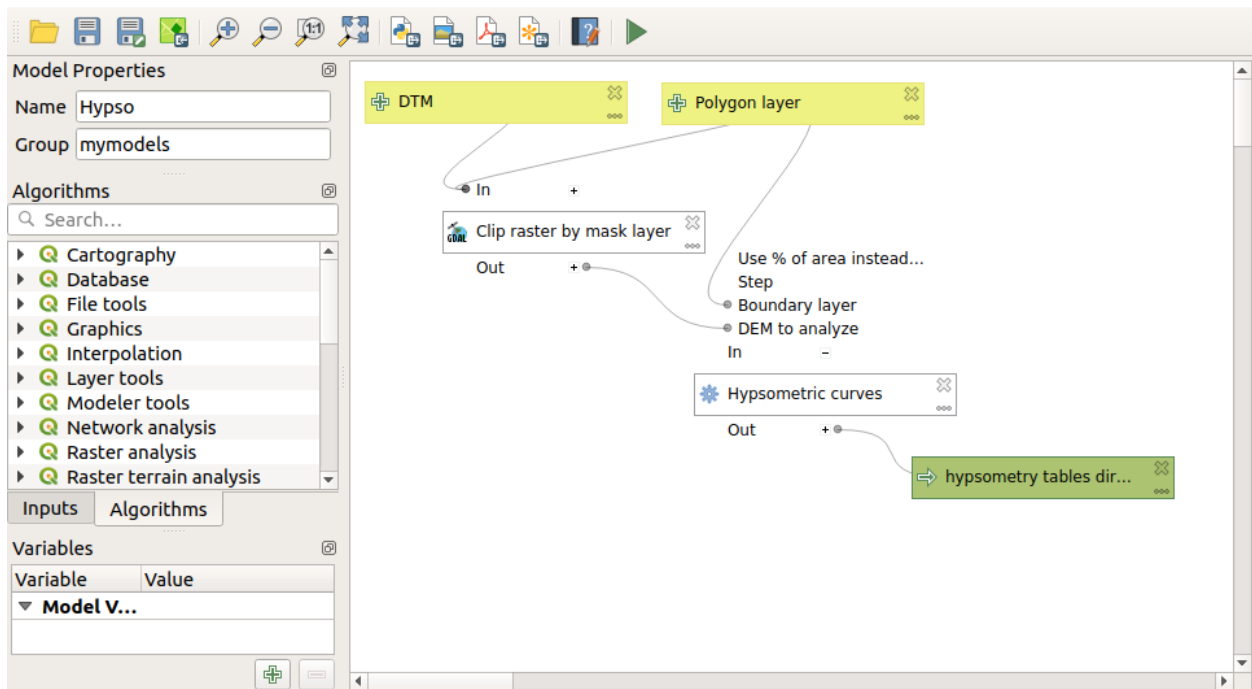 1:1
Model Properties
Name Hypso
Group mymodels
Algorithms
Search...
Cartography
Database
File tools
Graphics
Interpolation
Layer tools
Modeler tools
Network analysis
Raster analysis
Raster terrain analysis
Inputs Algorithms
Variables
Variable Value
Model V...
DTM
Polygon layer
In +
GDAL Clip raster by mask layer
Out +
Use % of area instead...
Step
Boundary layer
DEM to analyze
In -
Hypsometric curves
Out +
hypsometry tables dir...